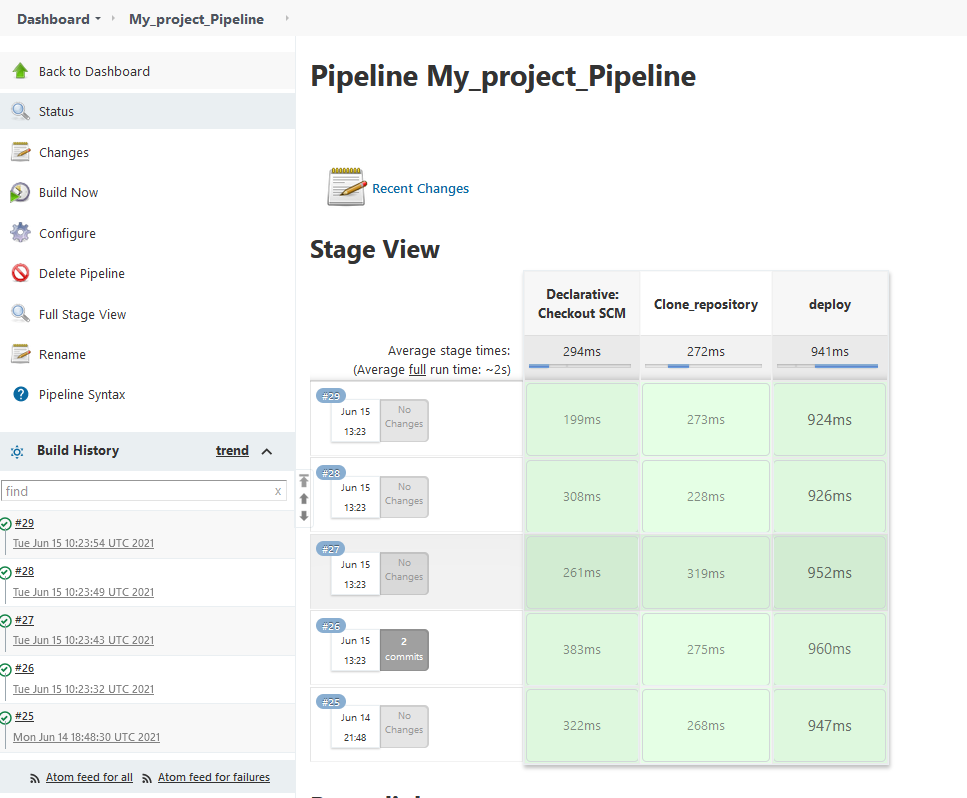 Dashboard
My_project_Pipeline
Back to Dashboard
Status
Changes
Build Now
Configure
Delete Pipeline
Full Stage View
Rename
Pipeline Syntax
Build History
trend
find
x
#29
Tue Jun 15 10:23:54 UTC 2021
#28
Tue Jun 15 10:23:49 UTC 2021
#27
Tue Jun 15 10:23:43 UTC 2021
#26
Tue Jun 15 10:23:32 UTC 2021
#25
Mon Jun 14 18:48:30 UTC 2021
Atom feed for all
Atom feed for failures
Pipeline My_project_Pipeline
Recent Changes
Stage View
Declarative:
Checkout SCM
Clone_repository
deploy
Average stage times:
(Average full run time: ~2s)
294ms
272ms
941ms
#29
Jun 15
13:23
No
Changes
199ms
273ms
924ms
#28
Jun 15
13:23
No
Changes
308ms
228ms
926ms
#27
Jun 15
13:23
No
Changes
261ms
319ms
952ms
#26
Jun 15
13:23
2
commits
383ms
275ms
960ms
#25
Jun 14
21:48
No
Changes
322ms
268ms
947ms